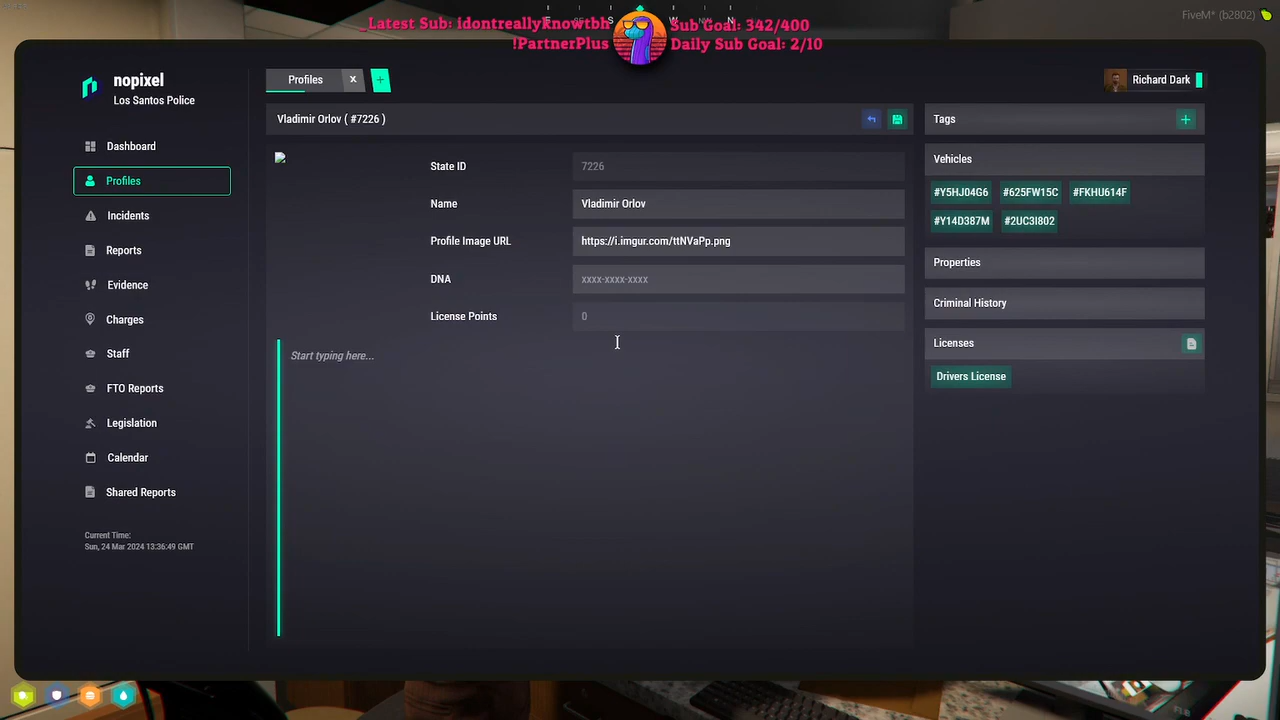 Latest Sub: idontreallyknowtbh
Sub Goal: 342/400
!PartnerPlus
Daily Sub Goal: 2/10
E
S
W
N
FiveM* (b2802)
nopixel
Los Santos Police
Profiles
x
+
Richard Dark
Dashboard
Profiles
Incidents
Reports
Evidence
Charges
Staff
FTO Reports
Legislation
Calendar
Shared Reports
Current Time:
Sun, 24 Mar 2024 13:36:49 GMT
Vladimir Orlov ( #7226 )
State ID
7226
Name
Vladimir Orlov
Profile Image URL
https://i.imgur.com/ttNVaPp.png
DNA
xxxx-xxxx-xxxx
License Points
0
Start typing here...
Tags
+
Vehicles
#Y5HJ04G6 #625FW15C #FKHU614F
#Y14D387M #2UC3I802
Properties
Criminal History
Licenses
Drivers License